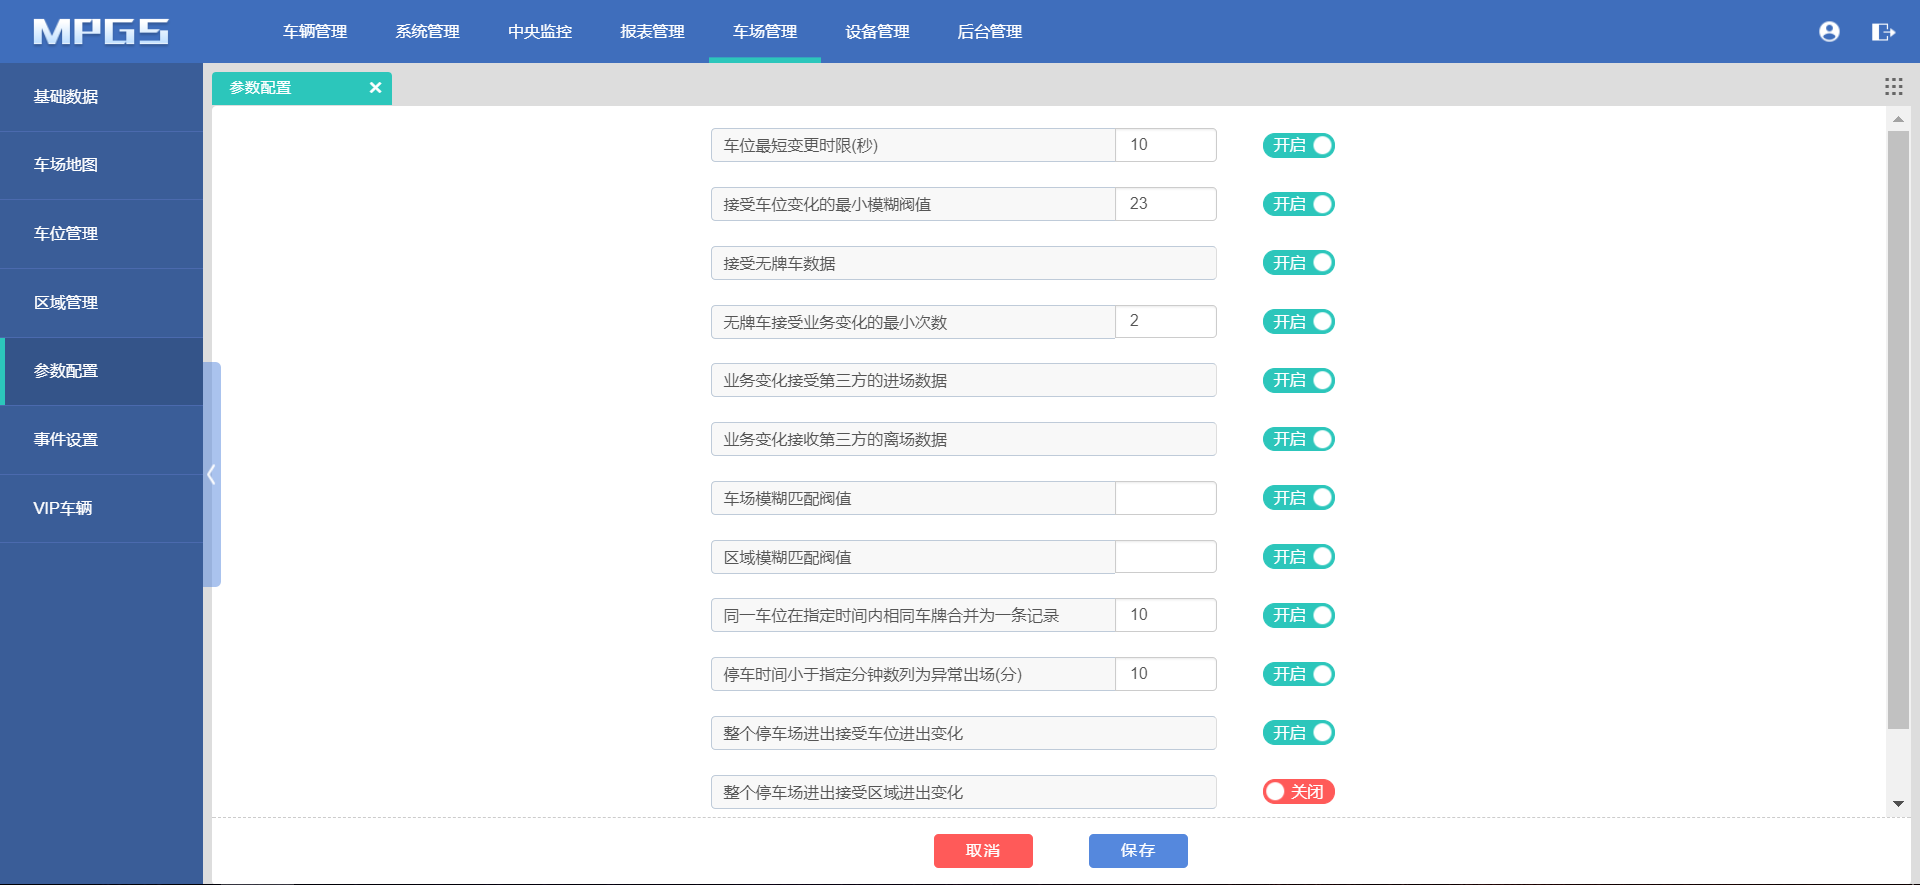 MPGS
车辆管理
系统管理
中央监控
报表管理
车场管理
设备管理
后台管理
基础数据
车场地图
车位管理
区域管理
参数配置
事件设置
VIP车辆
参数配置
车位最短变更时限(秒) 10 开启
接受车位变化的最小模糊阀值 23 开启
接受无牌车数据 开启
无牌车接受业务变化的最小次数 2 开启
业务变化接受第三方的进场数据 开启
业务变化接收第三方的离场数据 开启
车场模糊匹配阀值 开启
区域模糊匹配阀值 开启
同一车位在指定时间内相同车牌合并为一条记录 10 开启
停车时间小于指定分钟数列为异常出场(分) 10 开启
整个停车场进出接受车位进出变化 开启
整个停车场进出接受区域进出变化 关闭
取消
保存